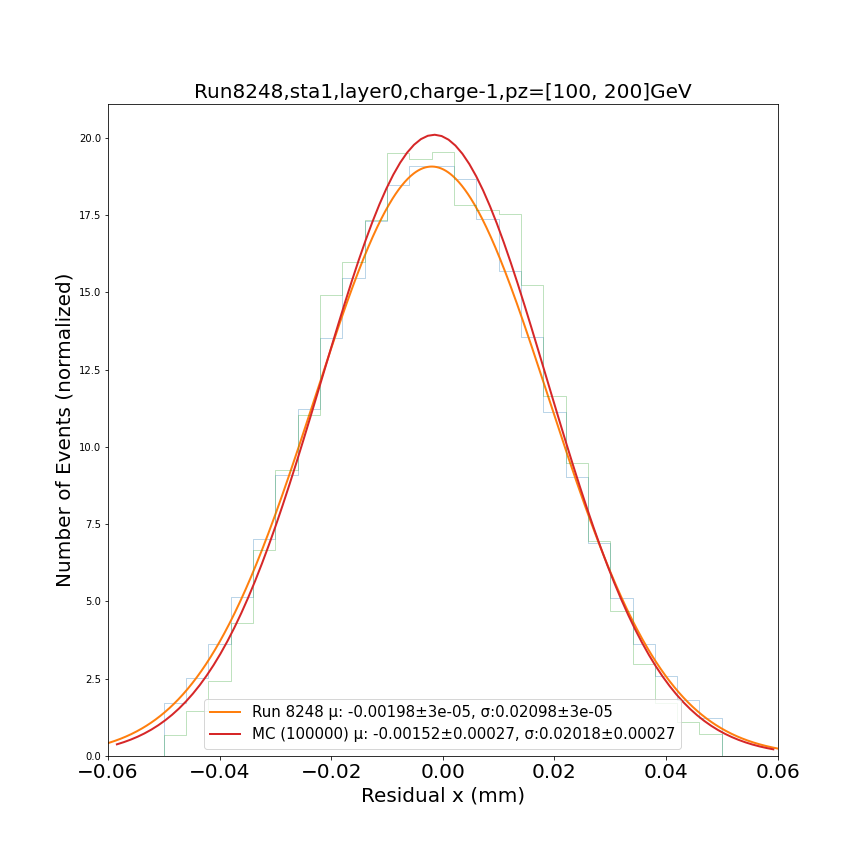 Run8248,sta1,layer0,charge-1,pz=[100, 200]GeV
Number of Events (normalized)
20.0
17.5
15.0
12.5
10.0
7.5
5.0
2.5
0.0
Run 8248 μ: -0.00198±3e-05, σ:0.02098±3e-05
MC (100000) μ: -0.00152±0.00027, σ:0.02018±0.00027
−0.06 −0.04 −0.02 0.00 0.02 0.04 0.06
Residual x (mm)